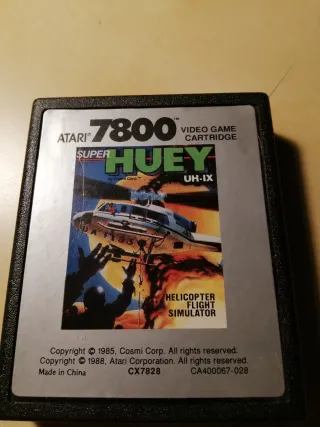 ATARI® 7800™ VIDEO GAME
CARTRIDGE
SUPER HUEY
UH-IX
HELICOPTER
FLIGHT
SIMULATOR
Copyright © 1985, Cosmi Corp. All rights reserved.
Copyright © 1988, Atari Corporation. All rights reserved.
Made in China CX7828 CA400067-028